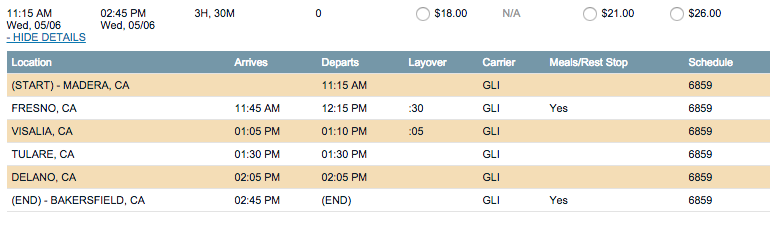 11:15 AM 02:45 PM 3H, 30M 0 $18.00 N/A $21.00 $26.00
Wed, 05/06 Wed, 05/06
- HIDE DETAILS
Location Arrives Departs Layover Carrier Meals/Rest Stop Schedule
(START) - MADERA, CA 11:15 AM GLI 6859
FRESNO, CA 11:45 AM 12:15 PM :30 GLI Yes 6859
VISALIA, CA 01:05 PM 01:10 PM :05 GLI 6859
TULARE, CA 01:30 PM 01:30 PM GLI 6859
DELANO, CA 02:05 PM 02:05 PM GLI 6859
(END) - BAKERSFIELD, CA 02:45 PM (END) GLI Yes 6859